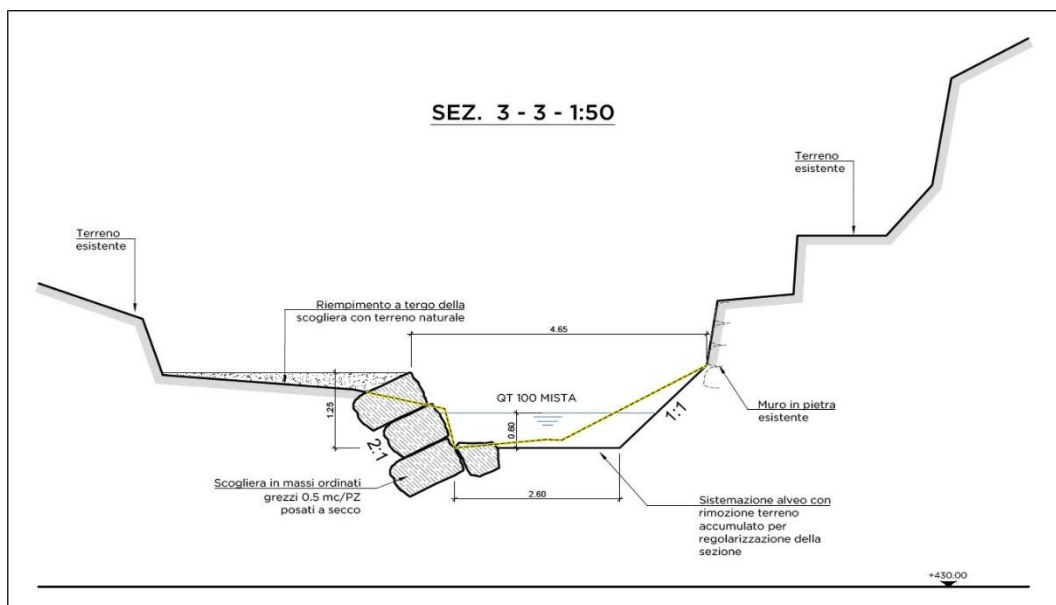 SEZ. 3 - 3 - 1:50
Terreno
esistente
Terreno
esistente
Riempimento a tergo della
scogliera con terreno naturale
4.65
QT 100 MISTA
1.25
0.60
1:1
2:1
Muro in pietra
esistente
Scogliera in massi ordinati
grezzi 0.5 mc/PZ
posati a secco
2.60
Sistemazione alveo con
rimozione terreno
accumulato per
regolarizzazione della
sezione
+430.00